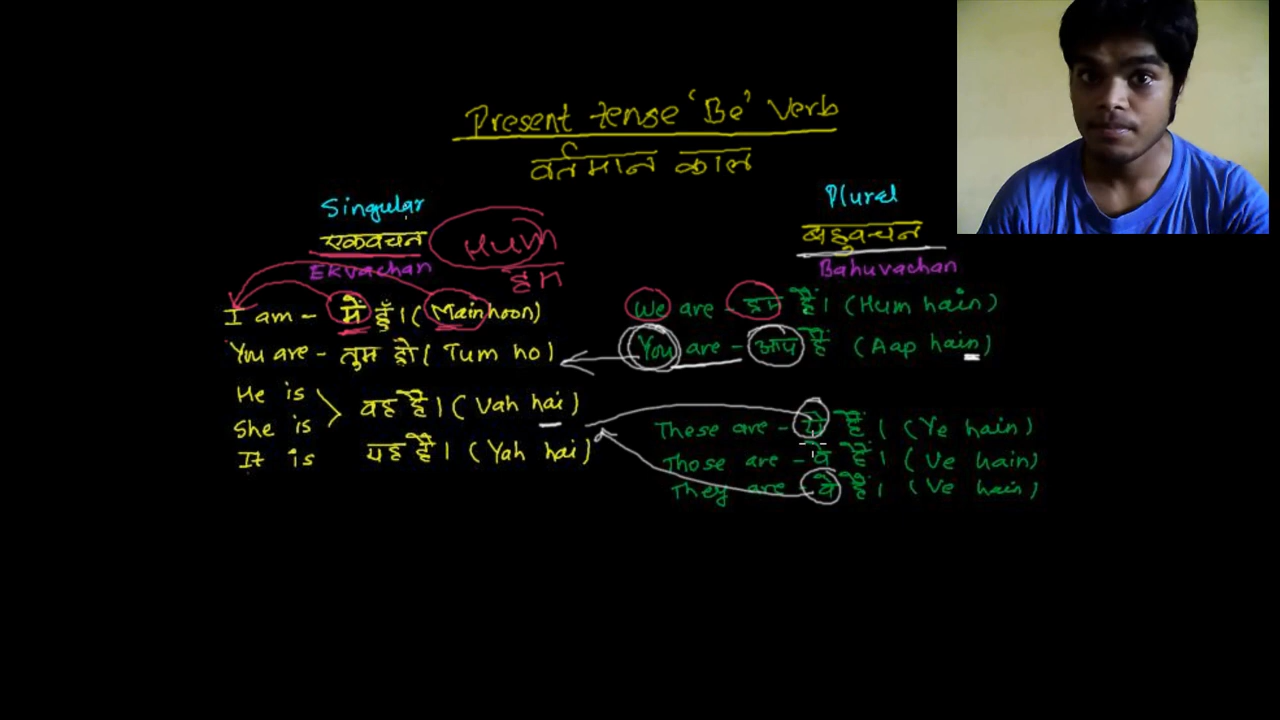 Present tense 'Be' Verb
वर्तमान काल
Singular
एकवचन
Ekvachan
Hum
हम
I am - मैं हूँ। (Main hoon)
You are - तुम हो (Tum ho)
He is
She is
It is
वह है। (Vah hai)
यह है। (Yah hai)
Plural
बहुवचन
Bahuvachan
We are - हम हैं। (Hum hain)
You are - आप हैं (Aap hain)
These are - ये हैं। (Ye hain)
Those are - वे हैं। (Ve hain)
They are - वे हैं। (Ve hain)